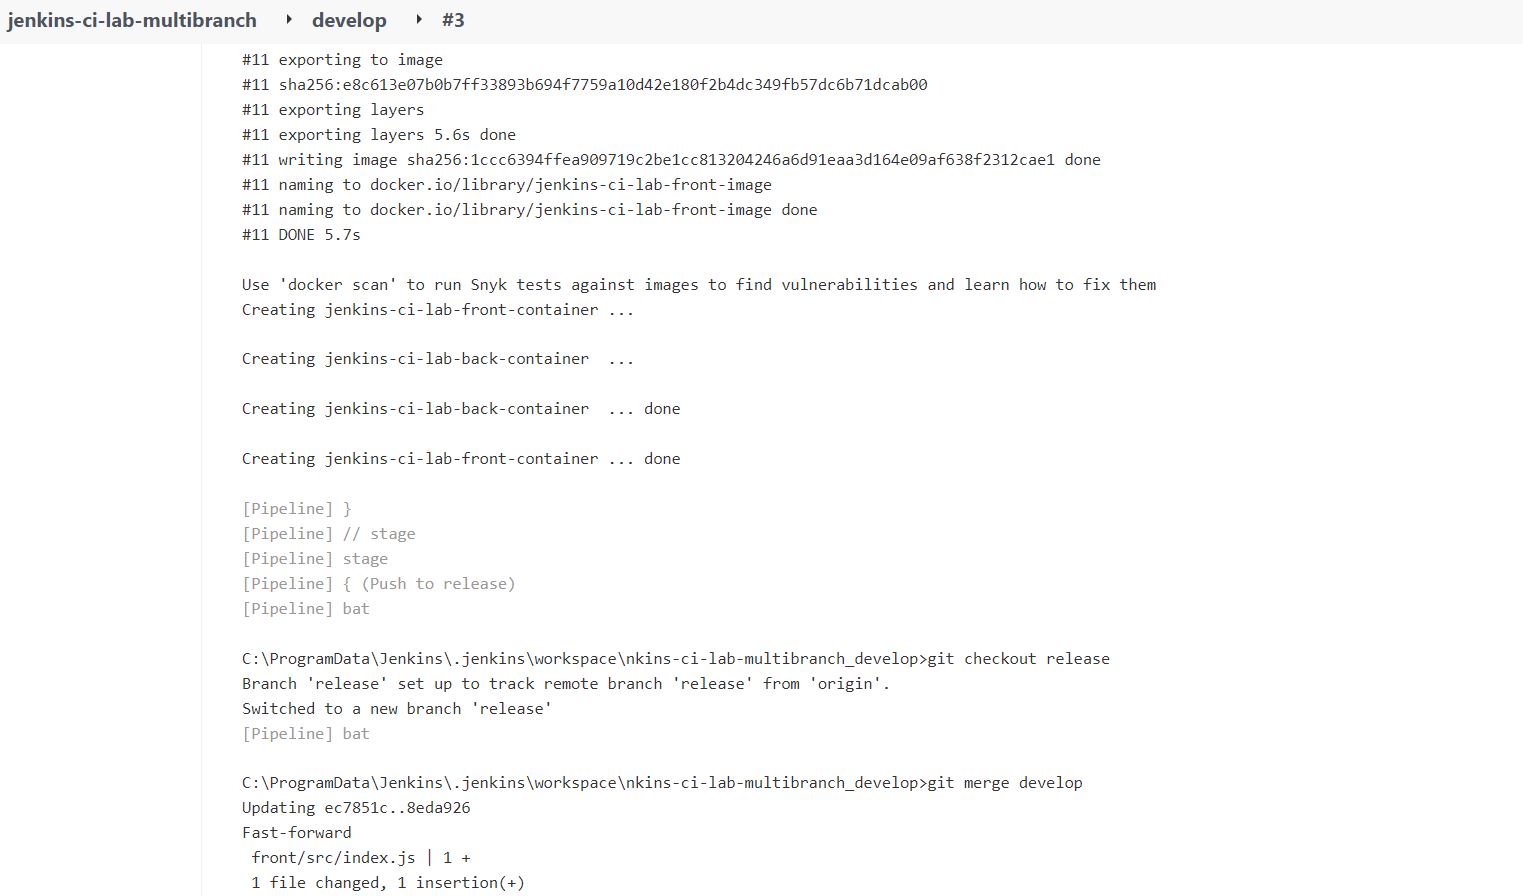 jenkins-ci-lab-multibranch ▸ develop ▸ #3
#11 exporting to image
#11 sha256:e8c613e07b0b7ff33893b694f7759a10d42e180f2b4dc349fb57dc6b71dcab00
#11 exporting layers
#11 exporting layers 5.6s done
#11 writing image sha256:1ccc6394ffea909719c2be1cc813204246a6d91eaa3d164e09af638f2312cae1 done
#11 naming to docker.io/library/jenkins-ci-lab-front-image
#11 naming to docker.io/library/jenkins-ci-lab-front-image done
#11 DONE 5.7s
Use 'docker scan' to run Snyk tests against images to find vulnerabilities and learn how to fix them
Creating jenkins-ci-lab-front-container ...
Creating jenkins-ci-lab-back-container  ...
Creating jenkins-ci-lab-back-container  ... done
Creating jenkins-ci-lab-front-container ... done
[Pipeline] }
[Pipeline] // stage
[Pipeline] stage
[Pipeline] { (Push to release)
[Pipeline] bat
C:\ProgramData\Jenkins\.jenkins\workspace\nkins-ci-lab-multibranch_develop>git checkout release
Branch 'release' set up to track remote branch 'release' from 'origin'.
Switched to a new branch 'release'
[Pipeline] bat
C:\ProgramData\Jenkins\.jenkins\workspace\nkins-ci-lab-multibranch_develop>git merge develop
Updating ec7851c..8eda926
Fast-forward
 front/src/index.js | 1 +
 1 file changed, 1 insertion(+)